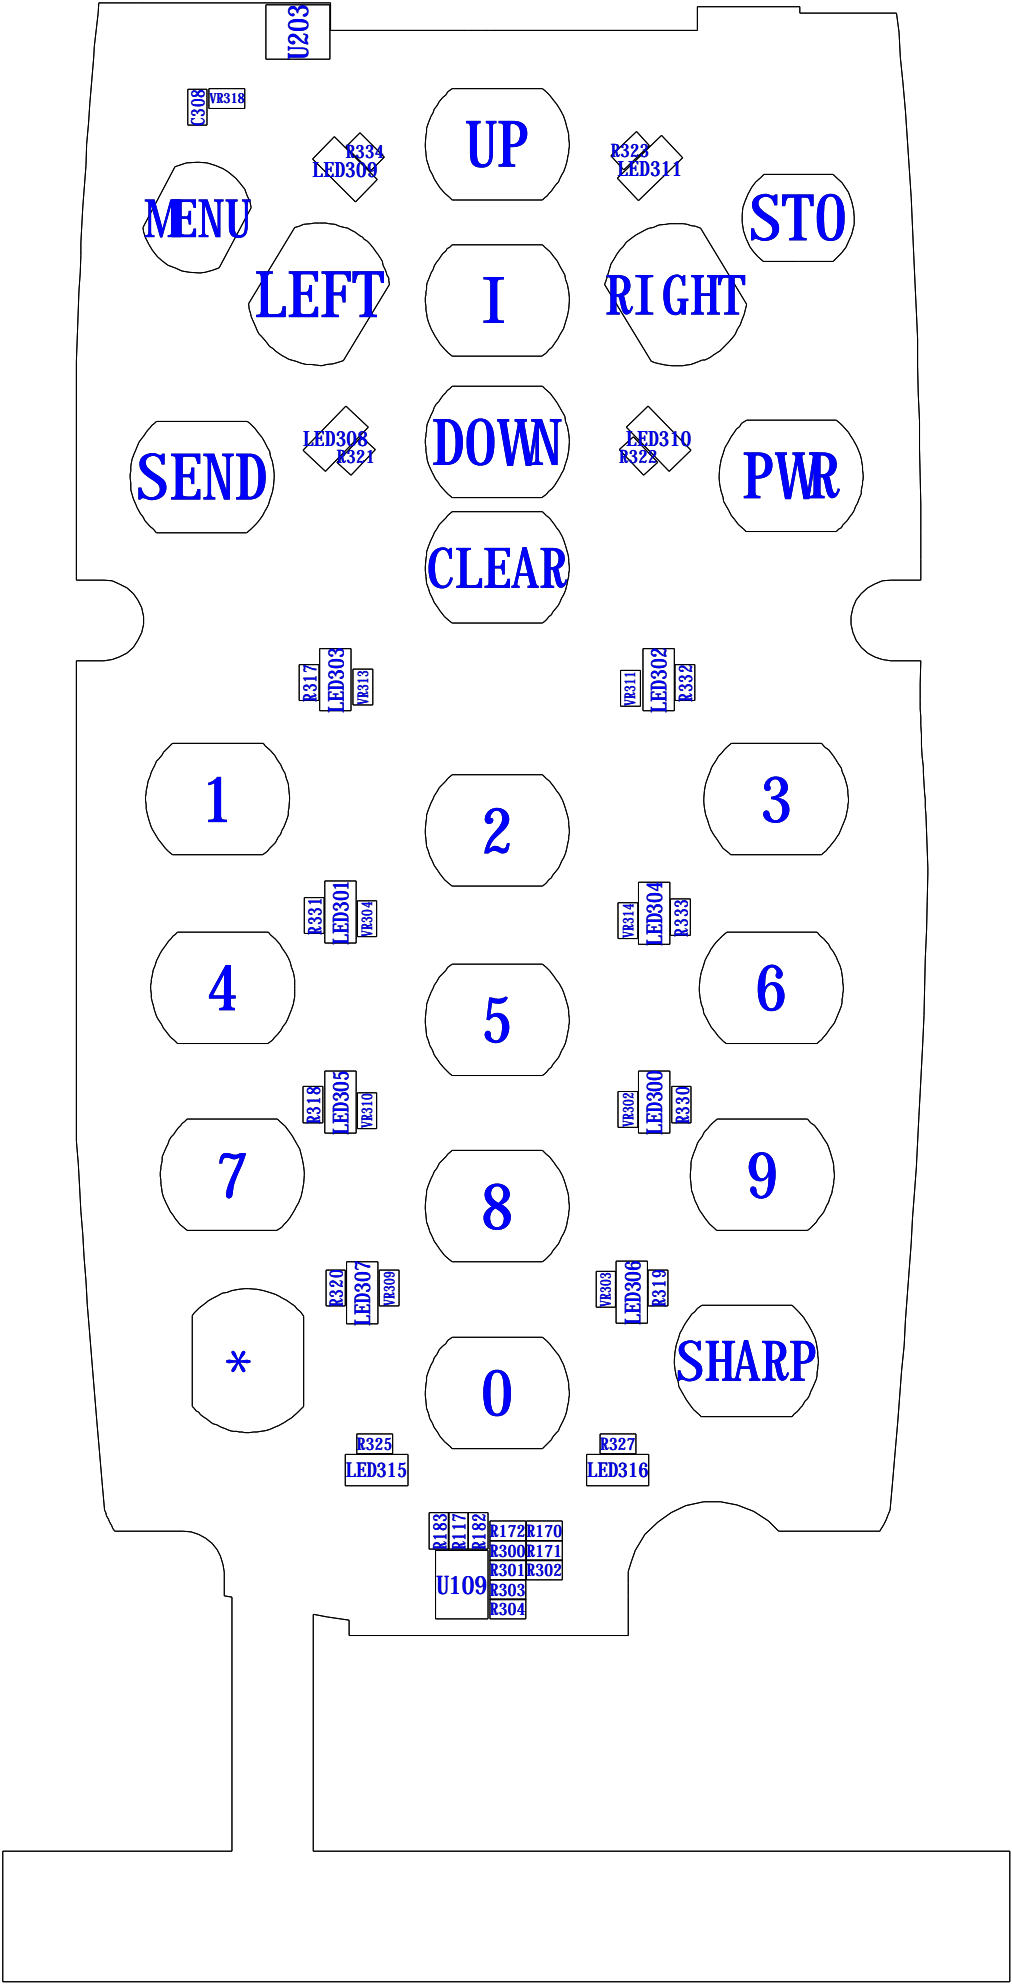 U203
C308
VR318
UP
R334
LED309
R323
LED311
MENU
STO
LEFT
I
RIGHT
LED308
R321
DOWN
LED310
R322
SEND
PWR
CLEAR
R317
LED303
VR313
VR311
LED302
R332
1
2
3
R331
LED301
VR304
VR314
LED304
R333
4
5
6
R318
LED305
VR310
VR302
LED300
R330
7
8
9
R320
LED307
VR309
VR303
LED306
R319
*
0
SHARP
R325
LED315
R327
LED316
R183
R117
R182
R172
R170
R300
R171
R301
R302
U109
R303
R304